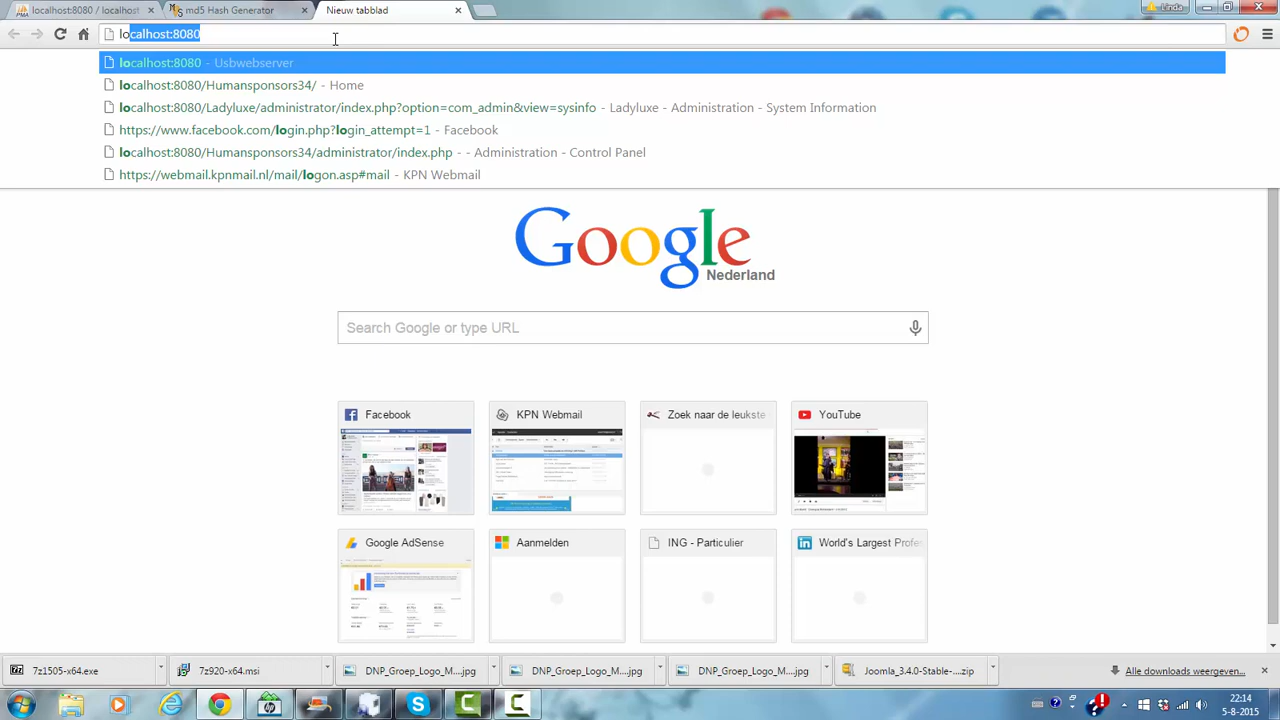 localhost:8080 / localhost
md5 Hash Generator
Nieuw tabblad
Linda
localhost:8080
localhost:8080 - Usbwebserver
localhost:8080/Humansponsors34/ - Home
localhost:8080/Ladyluxe/administrator/index.php?option=com_admin&view=sysinfo - Ladyluxe - Administration - System Information
https://www.facebook.com/login.php?login_attempt=1 - Facebook
localhost:8080/Humansponsors34/administrator/index.php - - Administration - Control Panel
https://webmail.kpnmail.nl/mail/logon.asp#mail - KPN Webmail
Google
Nederland
Search Google or type URL
Facebook
KPN Webmail
Zoek naar de leukste
YouTube
Google AdSense
Aanmelden
ING - Particulier
World's Largest Profe
7z1505-x64.exe
7z920-x64.msi
DNP_Groep_Logo_M....jpg
DNP_Groep_Logo_M....jpg
DNP_Groep_Logo_M....jpg
Joomla_3.4.0-Stable-....zip
Alle downloads weergeven...
22:14
5-8-2015